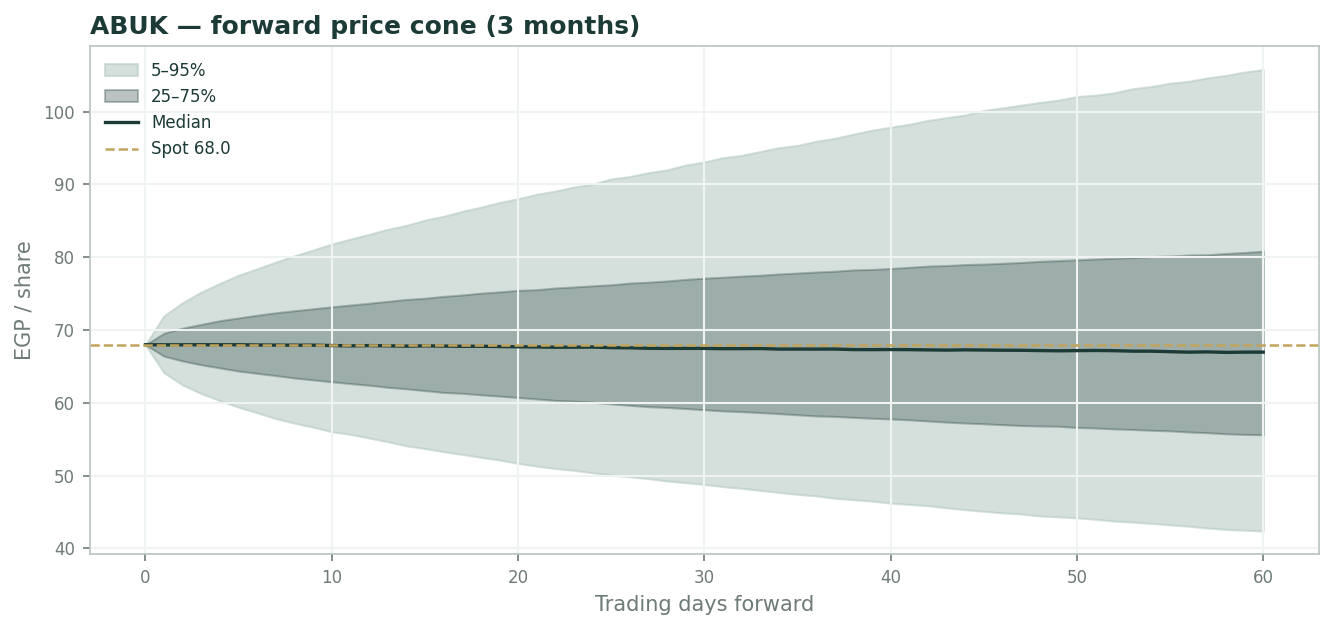 ABUK — forward price cone (3 months)
5–95%
25–75%
Median
Spot 68.0
EGP / share
100
90
80
70
60
50
40
0 10 20 30 40 50 60
Trading days forward